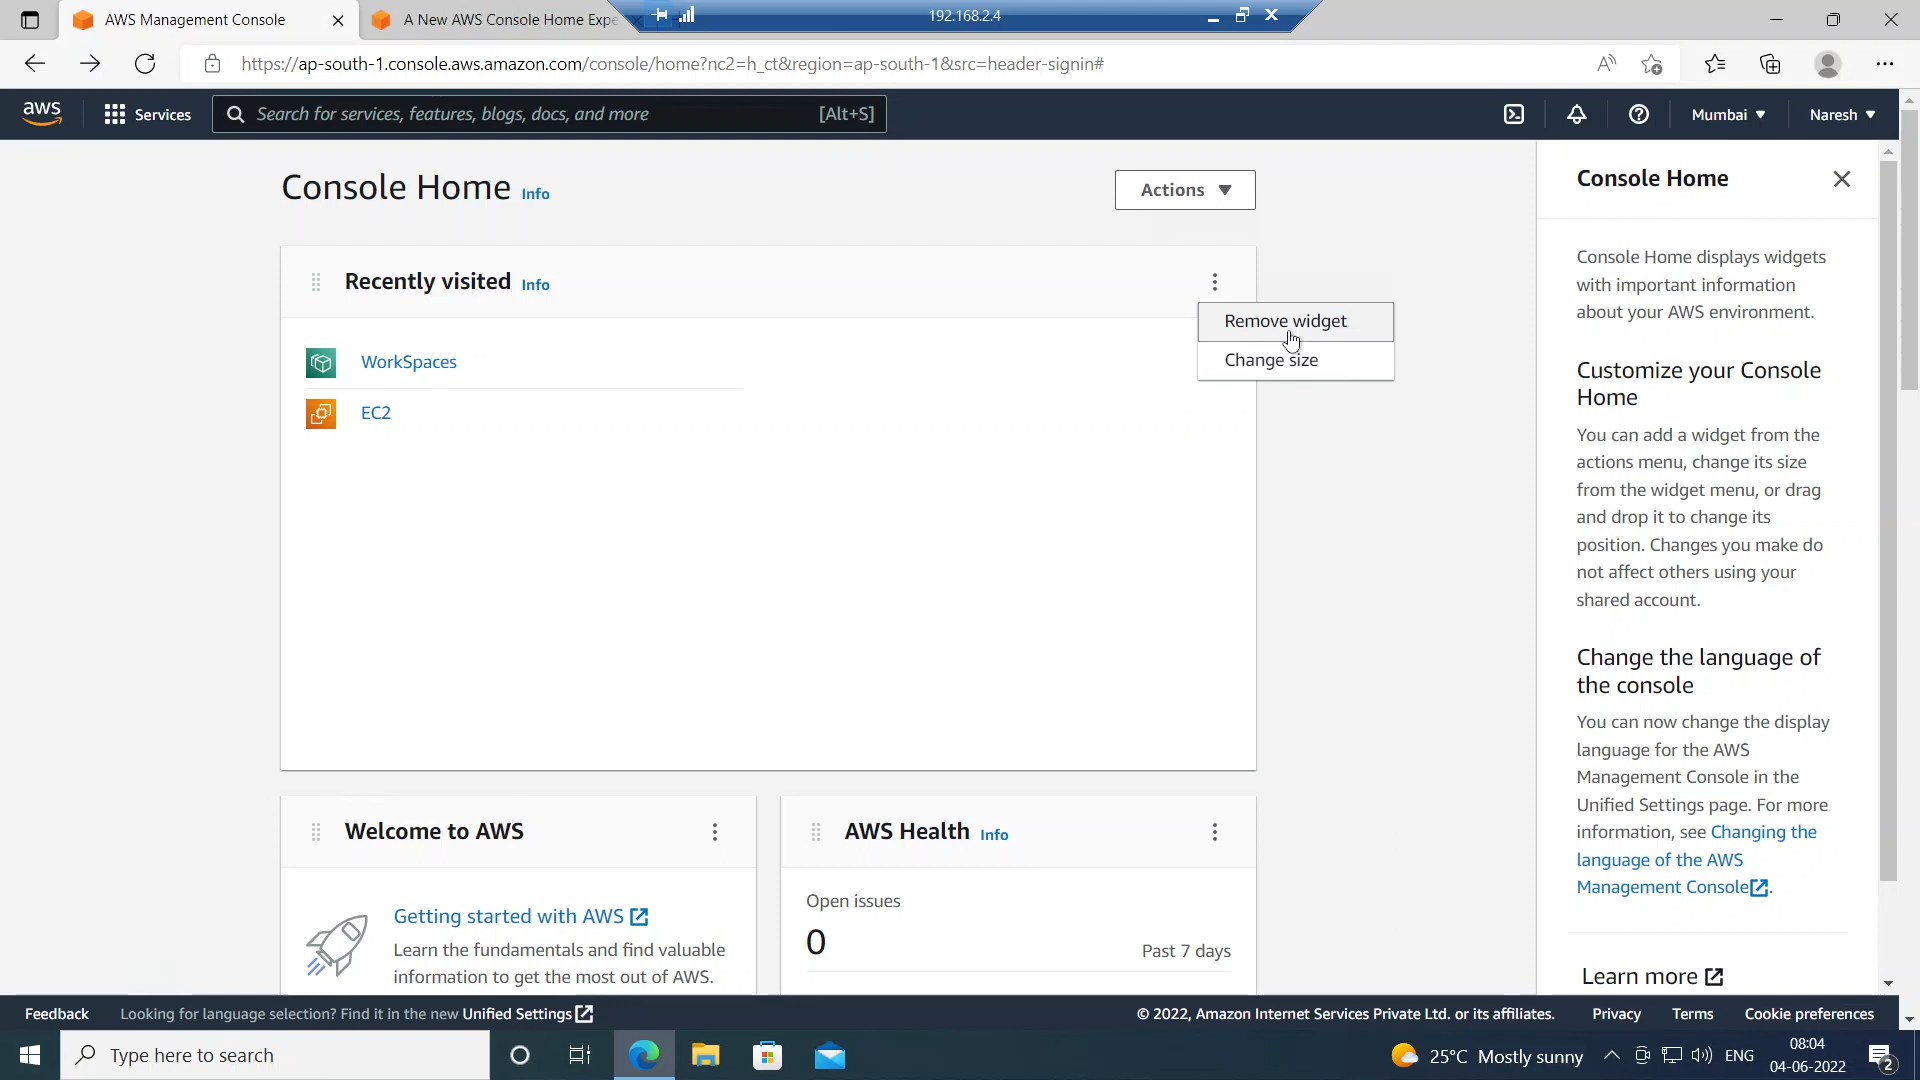 AWS Management Console
A New AWS Console Home Expe
192.168.2.4
https://ap-south-1.console.aws.amazon.com/console/home?nc2=h_ct&region=ap-south-1&src=header-signin#
aws
Services
Search for services, features, blogs, docs, and more
[Alt+S]
Mumbai
Naresh
Console Home Info
Actions
Recently visited Info
Remove widget
Change size
WorkSpaces
EC2
Welcome to AWS
Getting started with AWS
Learn the fundamentals and find valuable
information to get the most out of AWS.
AWS Health Info
Open issues
0
Past 7 days
Console Home
Console Home displays widgets
with important information
about your AWS environment.
Customize your Console
Home
You can add a widget from the
actions menu, change its size
from the widget menu, or drag
and drop it to change its
position. Changes you make do
not affect others using your
shared account.
Change the language of
the console
You can now change the display
language for the AWS
Management Console in the
Unified Settings page. For more
information, see Changing the
language of the AWS
Management Console.
Learn more
Feedback
Looking for language selection? Find it in the new Unified Settings
© 2022, Amazon Internet Services Private Ltd. or its affiliates.
Privacy
Terms
Cookie preferences
Type here to search
25°C Mostly sunny
ENG
08:04
04-06-2022
2